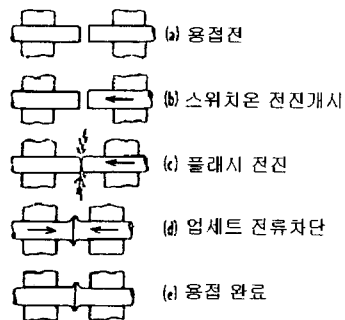 (a) 용접전
(b) 스위치온 전진개시
(c) 플래시 전진
(d) 업세트 전류차단
(e) 용접 완료